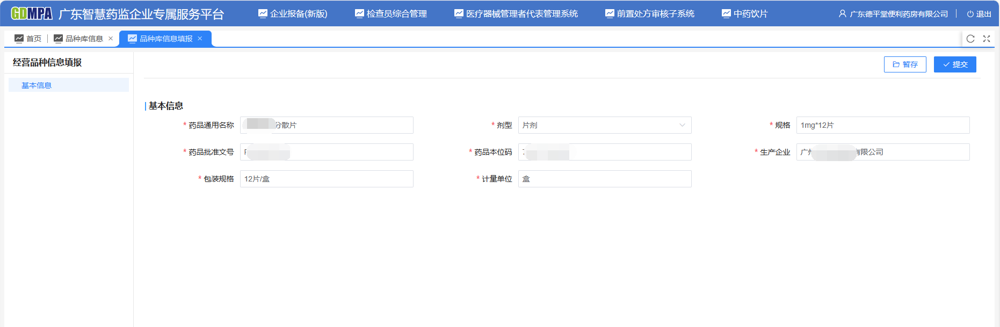 GDMPA 广东智慧药监企业专属服务平台 企业报备(新版) 检查员综合管理 医疗器械管理者代表管理系统 前置处方审核子系统 中药饮片 广东德平堂便利药房有限公司 退出
首页 品种库信息 × 品种库信息填报 ×
经营品种信息填报
暂存 提交
基本信息
基本信息
* 药品通用名称 份散片 * 剂型 片剂 * 规格 1mg*12片
* 药品批准文号 * 药品本位码 * 生产企业 广州 有限公司
* 包装规格 12片/盒 * 计量单位 盒